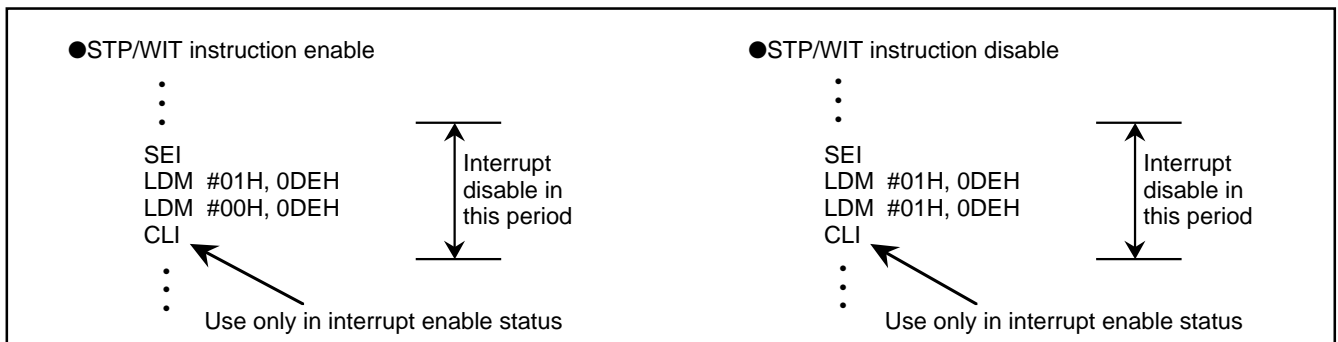 ●STP/WIT instruction enable
•
•
•
SEI
LDM #01H, 0DEH
LDM #00H, 0DEH
CLI
•
•
•
Interrupt
disable in
this period
Use only in interrupt enable status
●STP/WIT instruction disable
•
•
•
SEI
LDM #01H, 0DEH
LDM #01H, 0DEH
CLI
•
•
•
Interrupt
disable in
this period
Use only in interrupt enable status